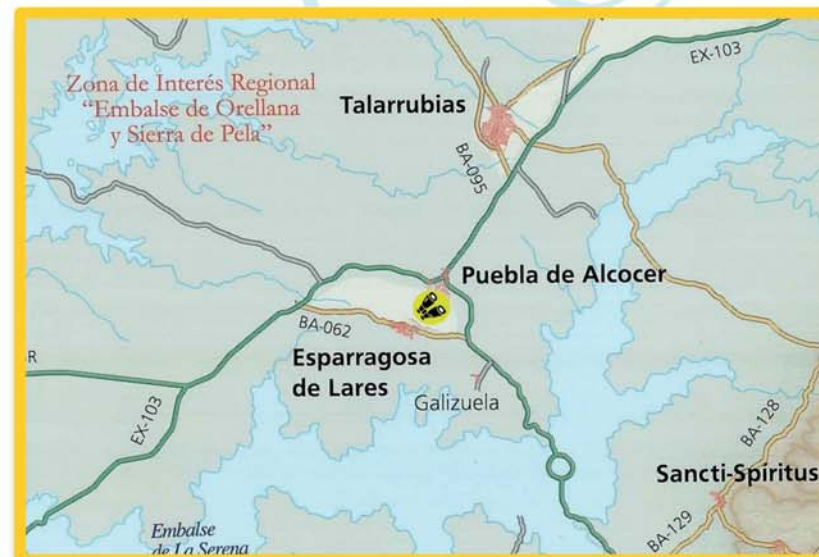 EX-103
Zona de Interés Regional
“Embalse de Orellana
y Sierra de Pela”
Talarrubias
BA-095
Puebla de Alcocer
BA-062
Esparragosa
de Lares
Galizuela
R
EX-103
BA-128
Sancti-Spíritus
BA-129
Embalse
de La Serena